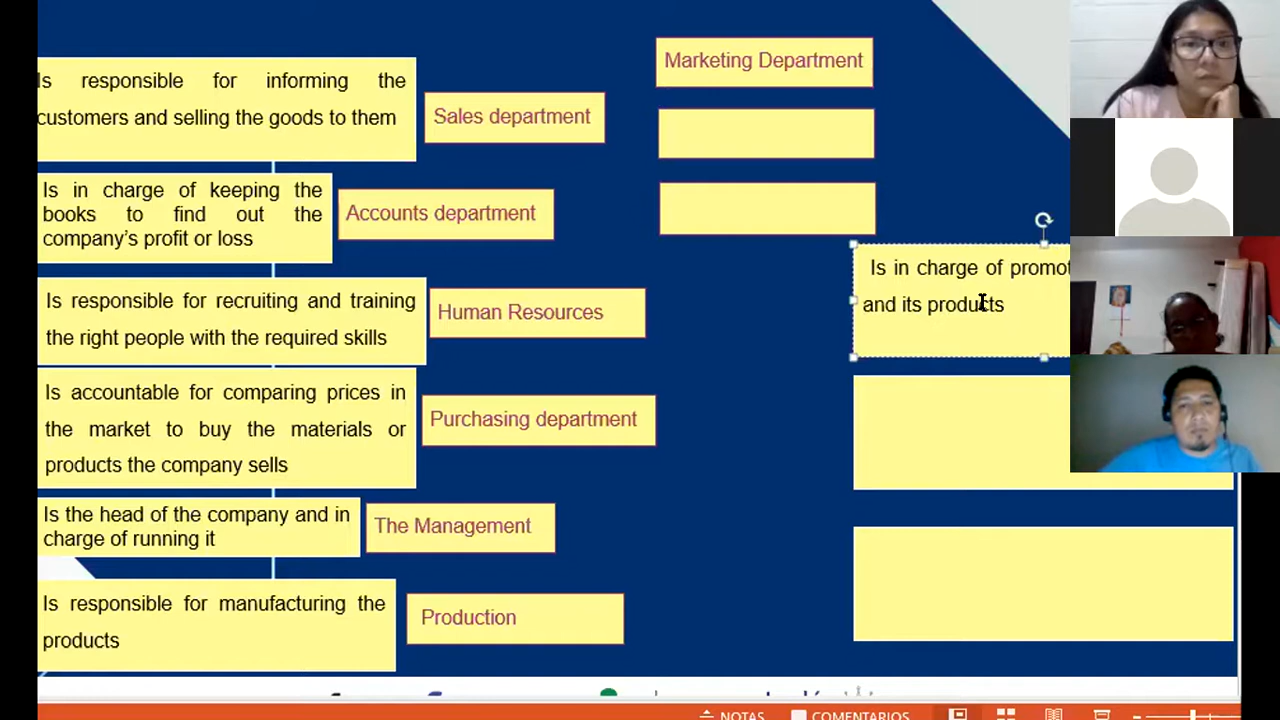 Is responsible for informing the
customers and selling the goods to them
Sales department
Is in charge of keeping the
books to find out the
company's profit or loss
Accounts department
Is responsible for recruiting and training
the right people with the required skills
Human Resources
Is accountable for comparing prices in
the market to buy the materials or
products the company sells
Purchasing department
Is the head of the company and in
charge of running it
The Management
Is responsible for manufacturing the
products
Production
Marketing Department
Is in charge of
and its products
NOTAS
COMENTARIOS